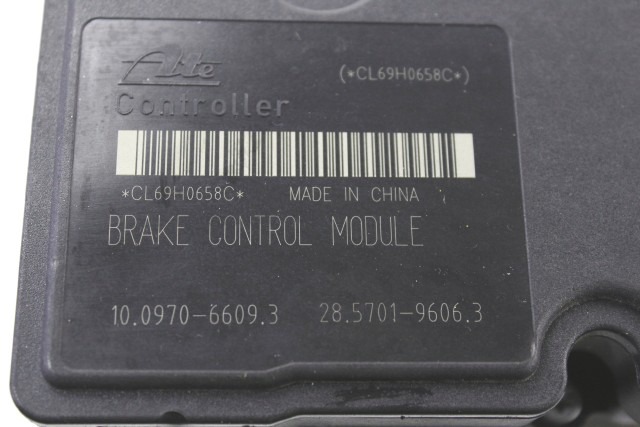 Ate (*CL69H0658C*)
Controller
*CL69H0658C* MADE IN CHINA
BRAKE CONTROL MODULE
10.0970-6609.3 28.5701-9606.3